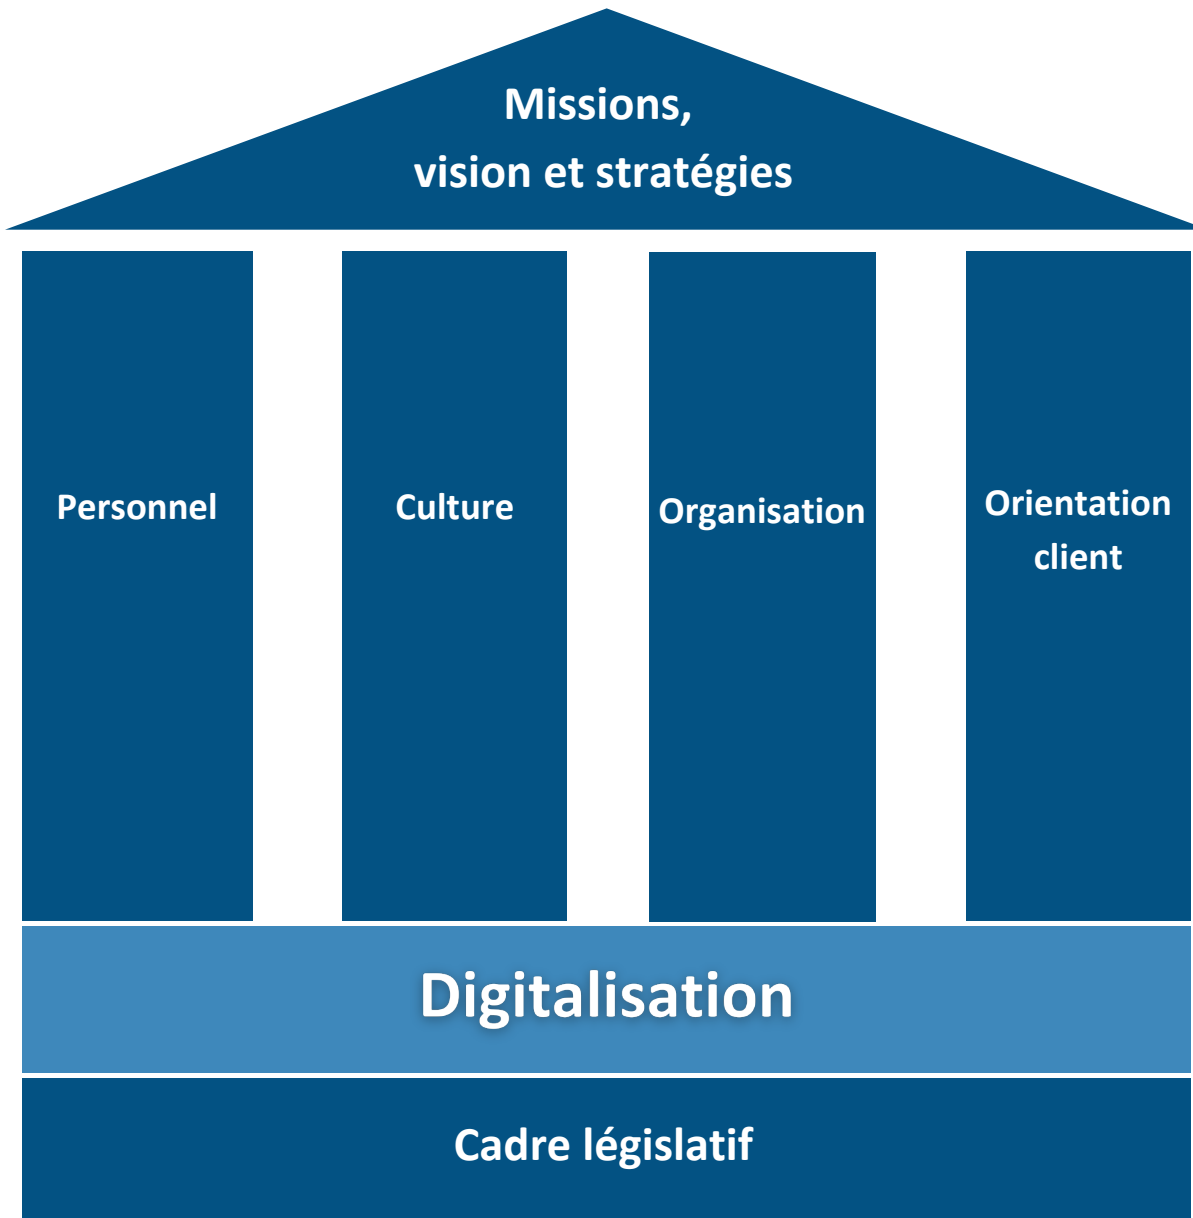 Missions,
vision et stratégies
Personnel
Culture
Organisation
Orientation
client
Digitalisation
Cadre législatif